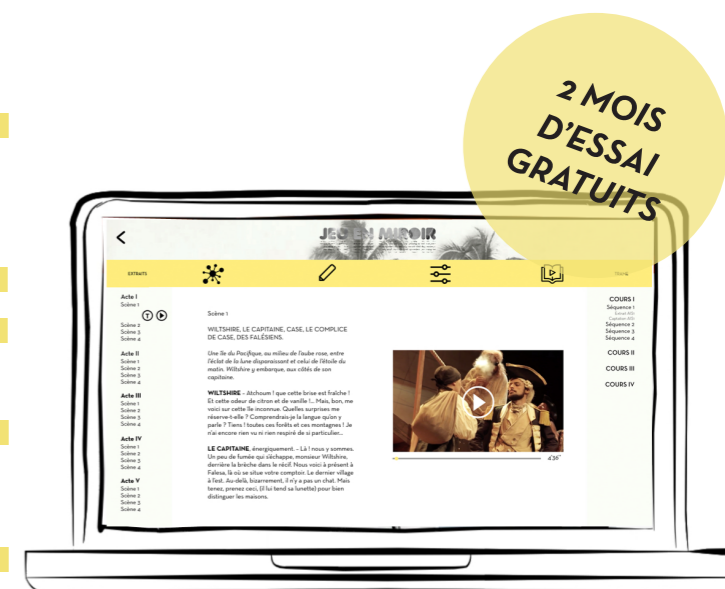 2 MOIS
D'ESSAI
GRATUITS
JEU EN MIROIR
EXTRAITS
Acte I
Scène 1
T
Scène 2
Scène 3
Scène 4
Acte II
Scène 1
Scène 2
Scène 3
Scène 4
Acte III
Scène 1
Scène 2
Scène 3
Scène 4
Acte IV
Scène 1
Scène 2
Scène 3
Scène 4
Acte V
Scène 1
Scène 2
Scène 3
Scène 4
Scène 1
WILTSHIRE, LE CAPITAINE, CASE, LE COMPLICE
DE CASE, DES FALÉSIENS.
Une île du Pacifique, au milieu de l'aube rose, entre
l'éclat de la lune disparaissant et celui de l'étoile du
matin. Wiltshire y embarque, aux côtés de son
capitaine.
WILTSHIRE – Atchoum ! que cette brise est fraîche !
Et cette odeur de citron et de vanille !... Mais, bon, me
voici sur cette île inconnue. Quelles surprises me
réserve-t-elle ? Comprendrais-je la langue qu'on y
parle ? Tiens ! toutes ces forêts et ces montagnes ! Je
n'ai encore rien vu ni rien respiré de si particulier...
LE CAPITAINE, énergiquement. – Là ! nous y sommes.
Un peu de fumée qui s'échappe, monsieur Wiltshire,
derrière la brèche dans le récif. Nous voici à présent à
Falesa, là où se situe votre comptoir. Le dernier village
à l'est. Au-delà, bizarrement, il n'y a pas un chat. Mais
tenez, prenez ceci, (il lui tend sa lunette) pour bien
distinguer les maisons.
4'36"
COURS I
Séquence 1
Séquence 2
Séquence 3
Séquence 4
COURS II
COURS III
COURS IV